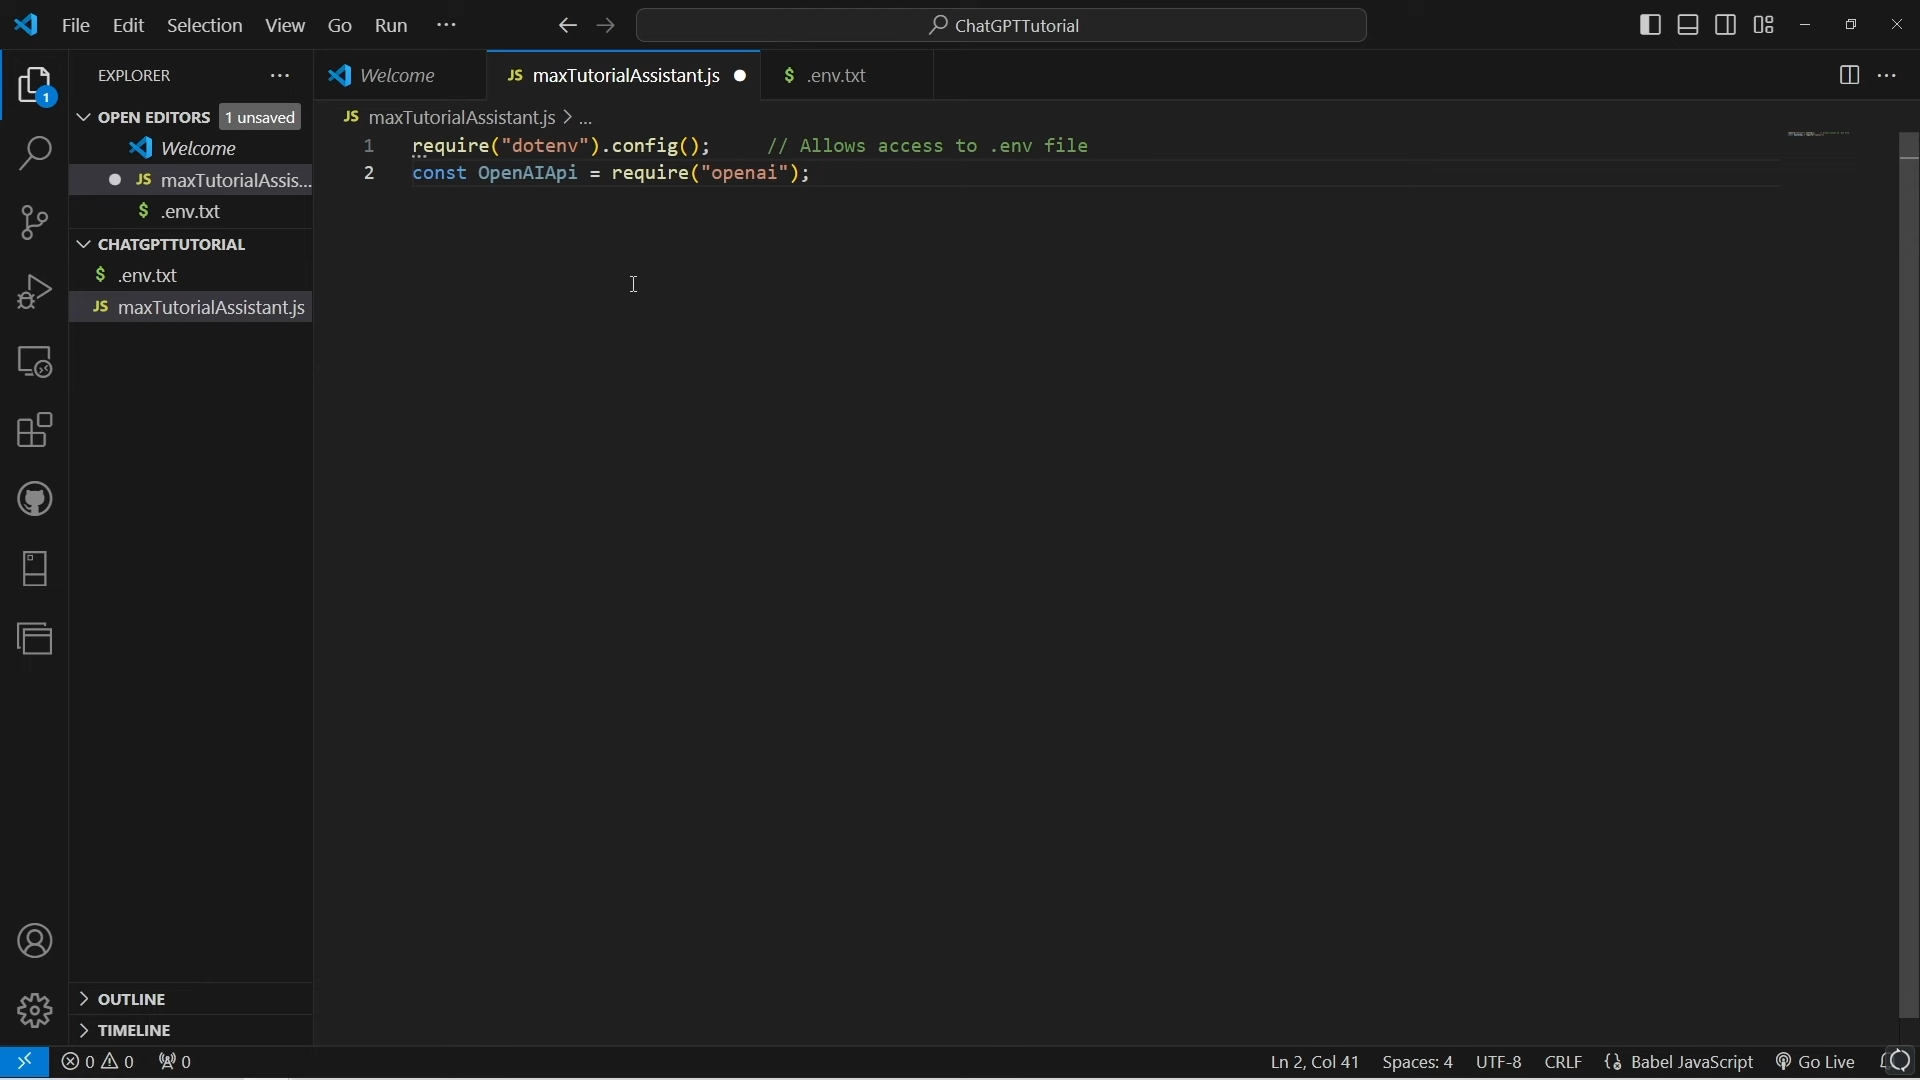 File Edit Selection View Go Run ···
ChatGPTTutorial
EXPLORER ···
OPEN EDITORS 1 unsaved
Welcome
JS maxTutorialAssis...
$ .env.txt
CHATGPTTUTORIAL
$ .env.txt
JS maxTutorialAssistant.js
OUTLINE
TIMELINE
1
Welcome
JS maxTutorialAssistant.js
$ .env.txt
JS maxTutorialAssistant.js > ...
1 require("dotenv").config(); // Allows access to .env file
2 const OpenAIApi = require("openai");
0 0 0
Ln 2, Col 41 Spaces: 4 UTF-8 CRLF Babel JavaScript Go Live